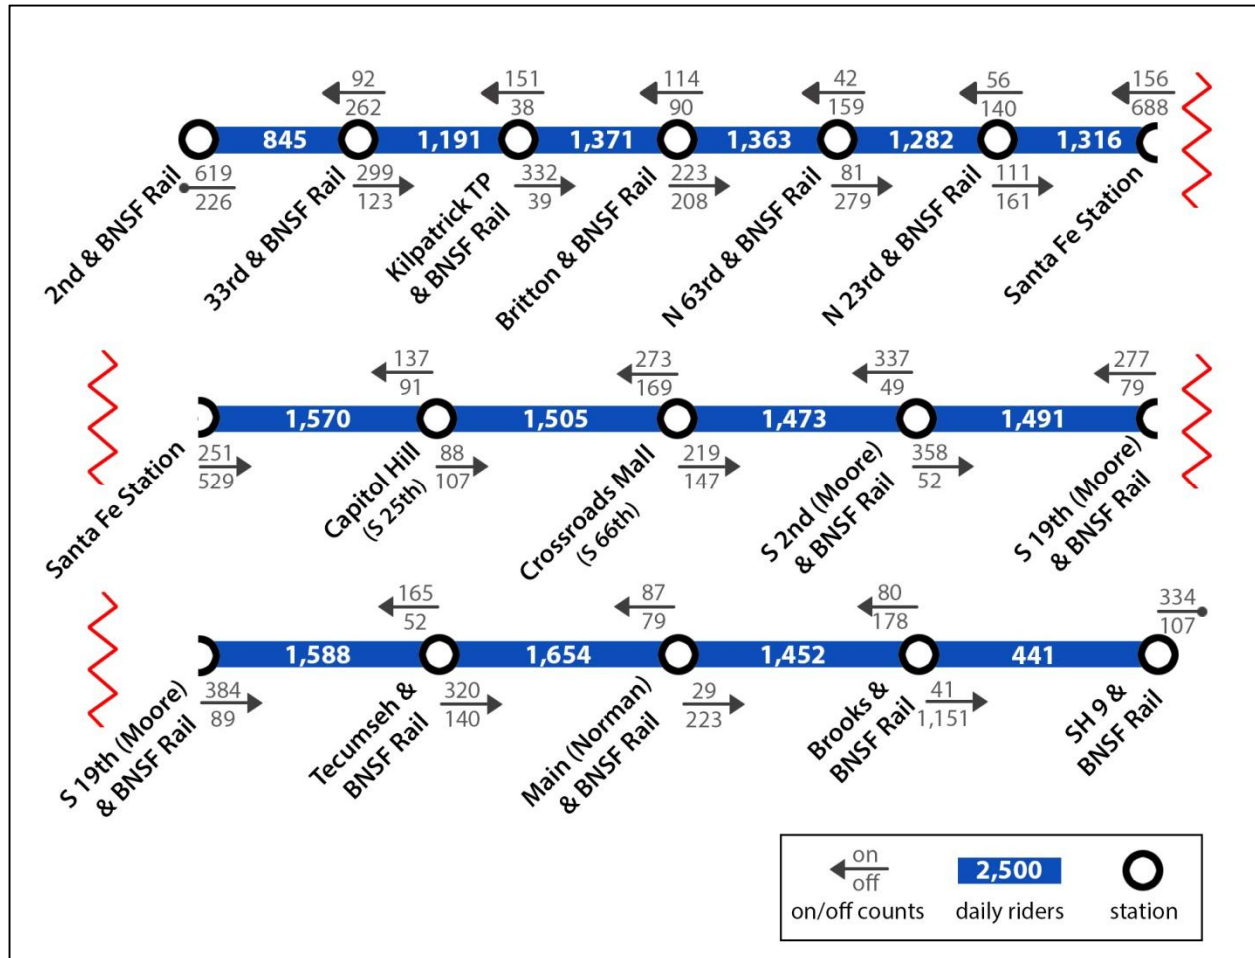 92
262
151
38
114
90
42
159
56
140
156
688
845
1,191
1,371
1,363
1,282
1,316
619
226
299
123
332
39
223
208
81
279
111
161
2nd & BNSF Rail
33rd & BNSF Rail
Kilpatrick TP
& BNSF Rail
Britton & BNSF Rail
N 63rd & BNSF Rail
N 23rd & BNSF Rail
Santa Fe Station
137
91
273
169
337
49
277
79
1,570
1,505
1,473
1,491
251
529
88
107
219
147
358
52
Santa Fe Station
Capitol Hill
(S 25th)
Crossroads Mall
(S 66th)
S 2nd (Moore)
& BNSF Rail
S 19th (Moore)
& BNSF Rail
165
52
87
79
80
178
334
107
1,588
1,654
1,452
441
384
89
320
140
29
223
41
1,151
S 19th (Moore)
& BNSF Rail
Tecumseh &
BNSF Rail
Main (Norman)
& BNSF Rail
Brooks &
BNSF Rail
SH 9 &
BNSF Rail
on
off
2,500
on/off counts
daily riders
station